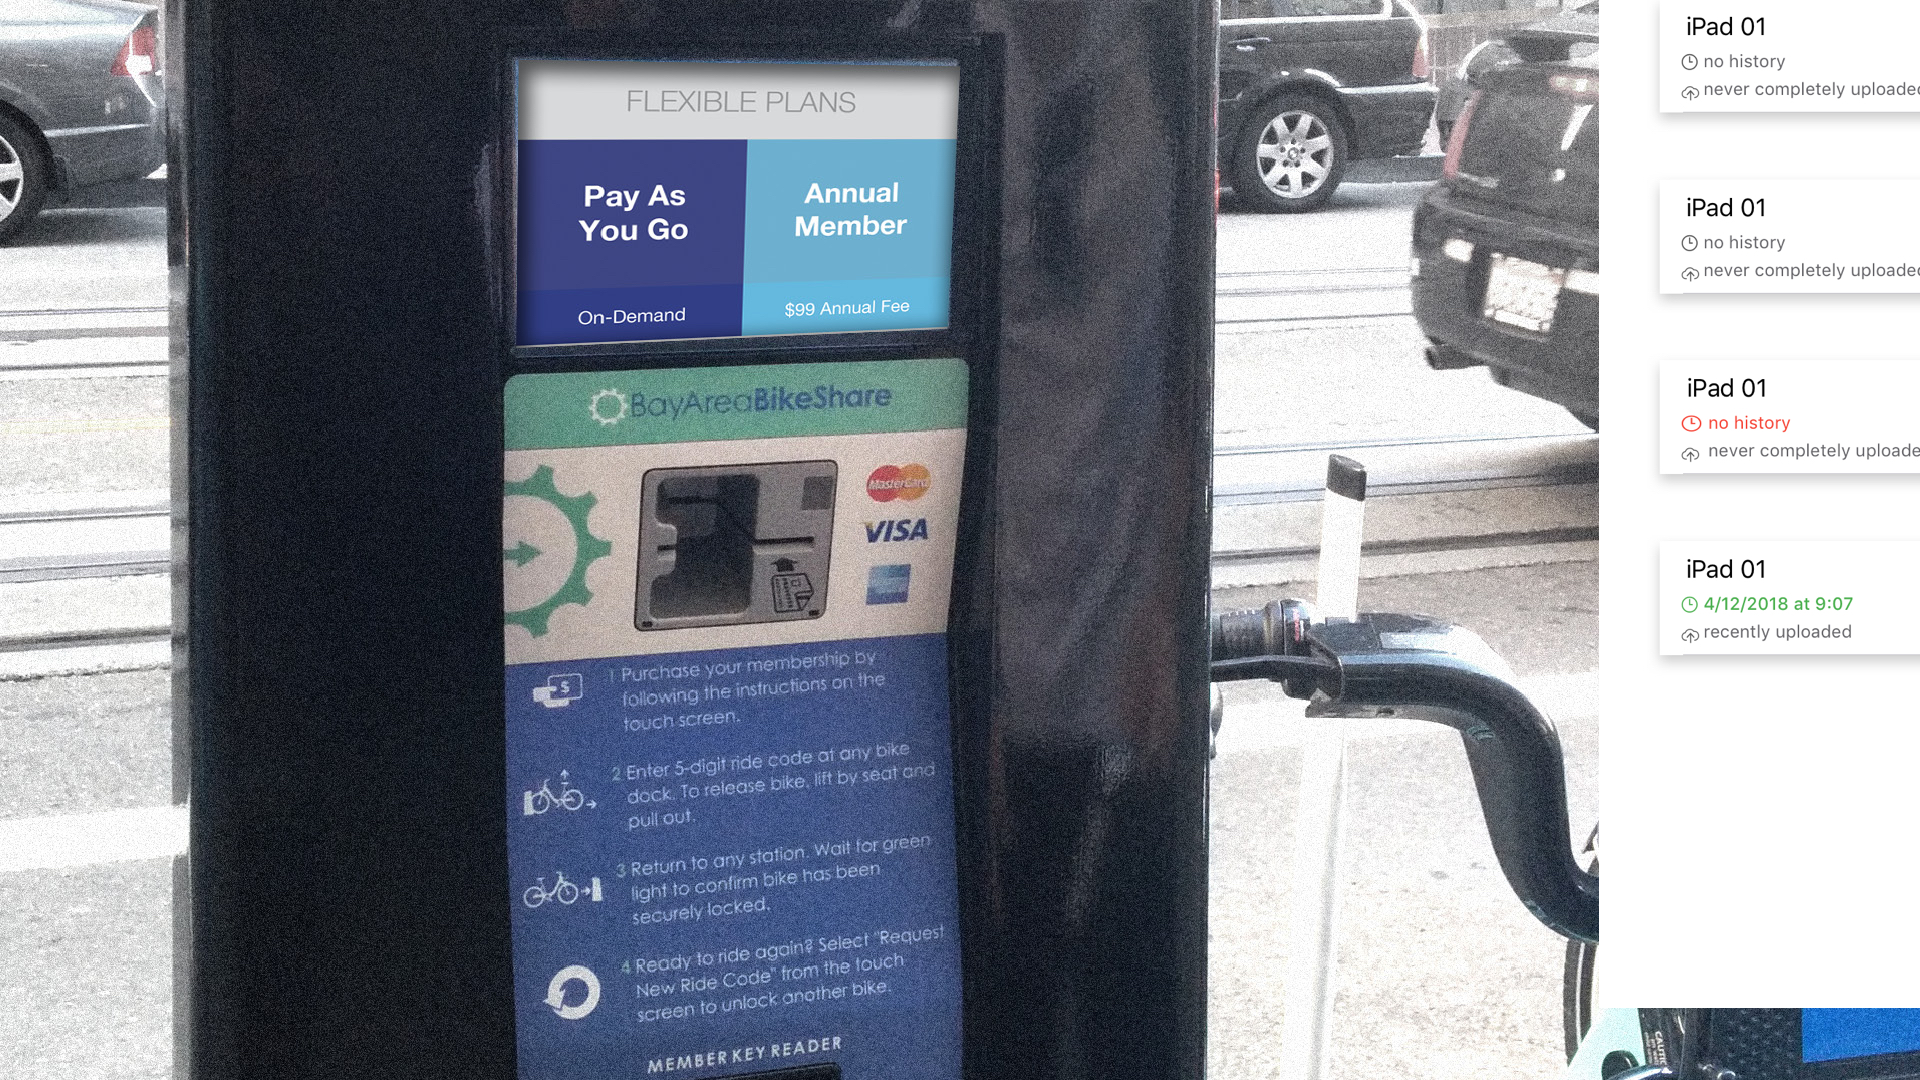 FLEXIBLE PLANS
Pay As
You Go
Annual
Member
On-Demand
$99 Annual Fee
BayAreaBikeShare
MasterCard
VISA
1 Purchase your membership by
following the instructions on the
touch screen.
2 Enter 5-digit ride code at any bike
dock. To release bike, lift by seat and
pull out.
3 Return to any station. Wait for green
light to confirm bike has been
securely locked.
4 Ready to ride again? Select "Request
New Ride Code" from the touch
screen to unlock another bike.
MEMBER KEY READER
iPad 01
no history
never completely uploaded
iPad 01
no history
never completely uploaded
iPad 01
no history
never completely uploade
iPad 01
4/12/2018 at 9:07
recently uploaded
CAUTIO